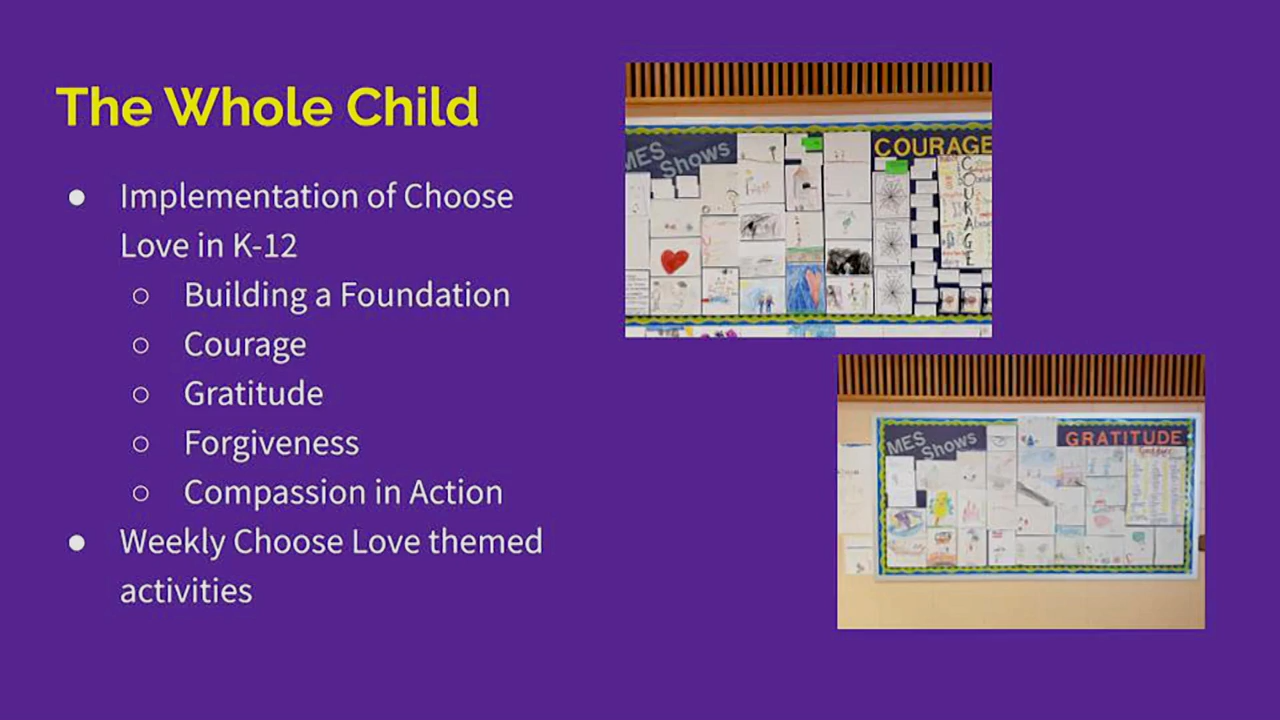 The Whole Child
● Implementation of Choose
Love in K-12
○ Building a Foundation
○ Courage
○ Gratitude
○ Forgiveness
○ Compassion in Action
● Weekly Choose Love themed
activities
MES
Shows
COURAGE
COURAGE
MES
Shows
GRATITUDE